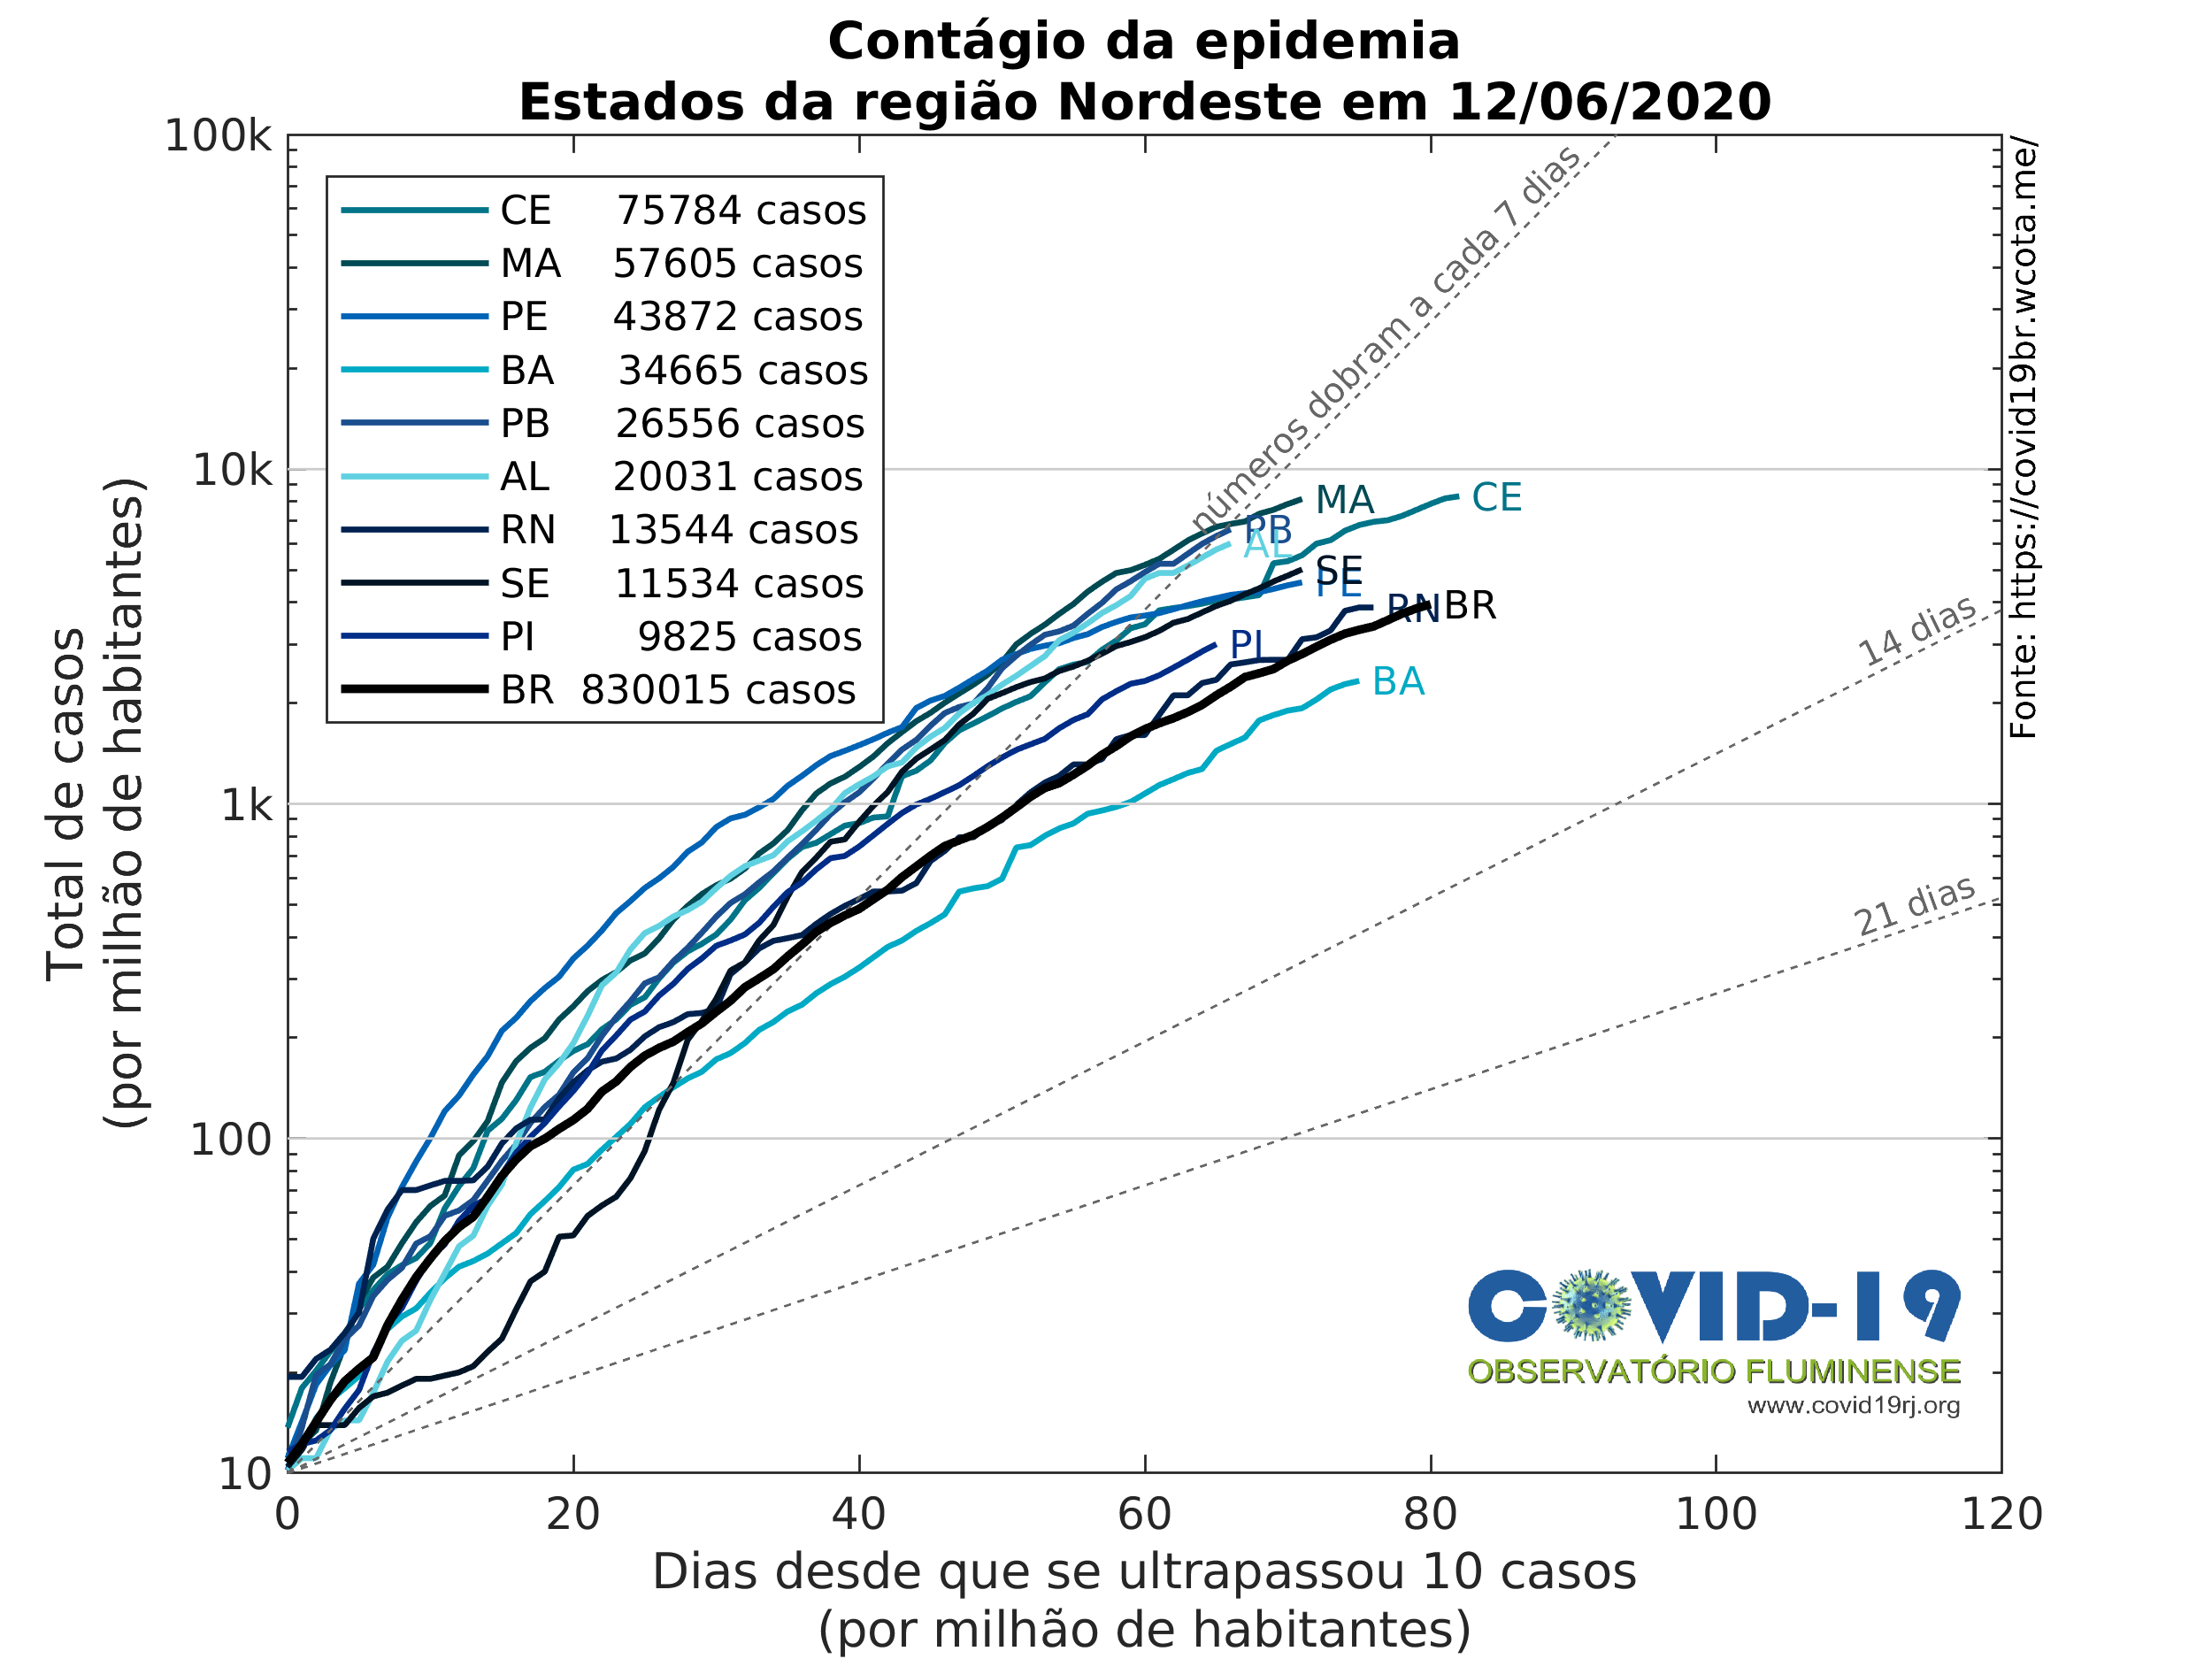 Contágio da epidemia
Estados da região Nordeste em 12/06/2020
100k
10k
1k
100
10
Total de casos
(por milhão de habitantes)
CE 75784 casos
MA 57605 casos
PE 43872 casos
BA 34665 casos
PB 26556 casos
AL 20031 casos
RN 13544 casos
SE 11534 casos
PI 9825 casos
BR 830015 casos
números dobram a cada 7 dias
14 dias
21 dias
MA
CE
PB
AL
SE
PE
RN
BR
PI
BA
Fonte: https://covid19br.wcota.me/
COVID-19
OBSERVATÓRIO FLUMINENSE
www.covid19rj.org
0 20 40 60 80 100 120
Dias desde que se ultrapassou 10 casos
(por milhão de habitantes)